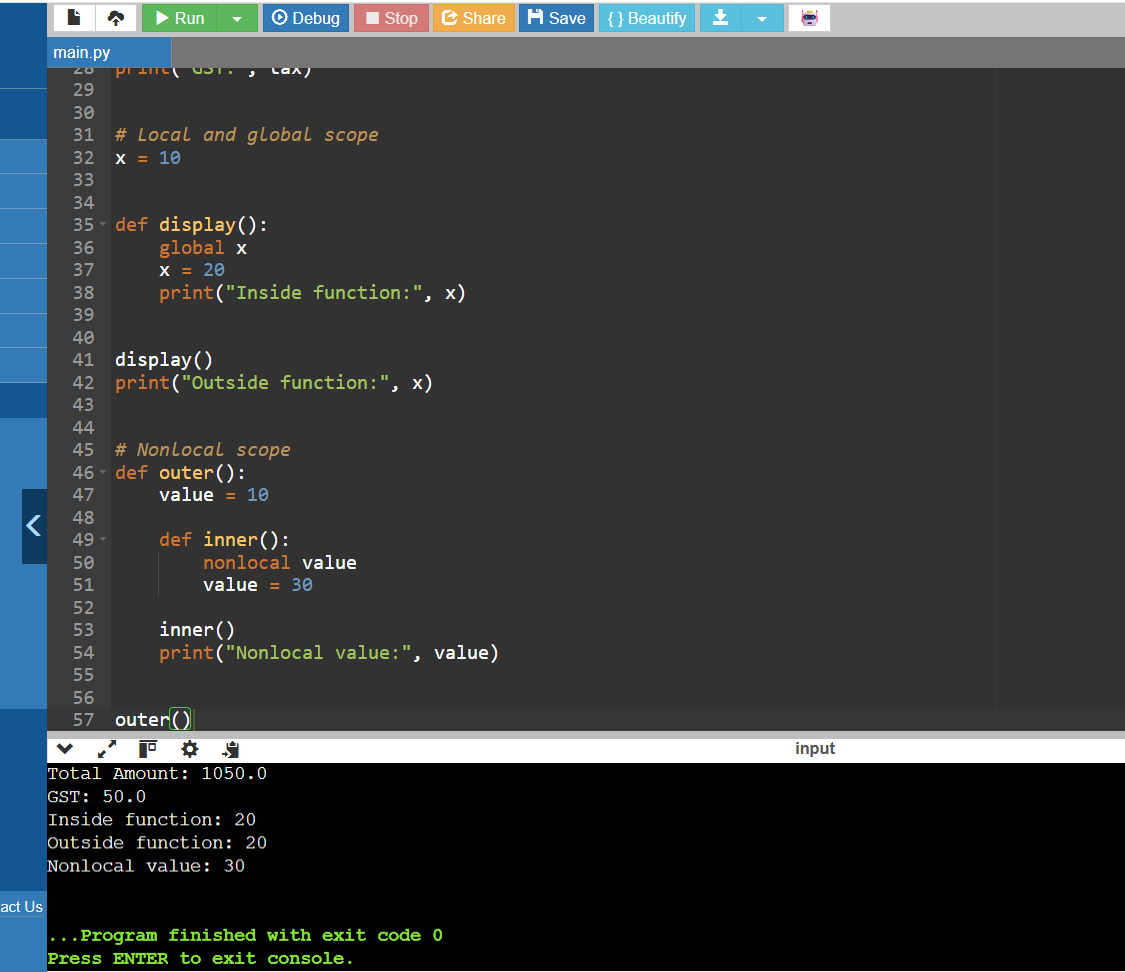 Run Debug Stop Share Save { } Beautify
main.py
28 print("GST:", tax)
29
30
31 # Local and global scope
32 x = 10
33
34
35 def display():
36     global x
37     x = 20
38     print("Inside function:", x)
39
40
41 display()
42 print("Outside function:", x)
43
44
45 # Nonlocal scope
46 def outer():
47     value = 10
48
49     def inner():
50         nonlocal value
51         value = 30
52
53     inner()
54     print("Nonlocal value:", value)
55
56
57 outer()
input
Total Amount: 1050.0
GST: 50.0
Inside function: 20
Outside function: 20
Nonlocal value: 30
act Us
...Program finished with exit code 0
Press ENTER to exit console.